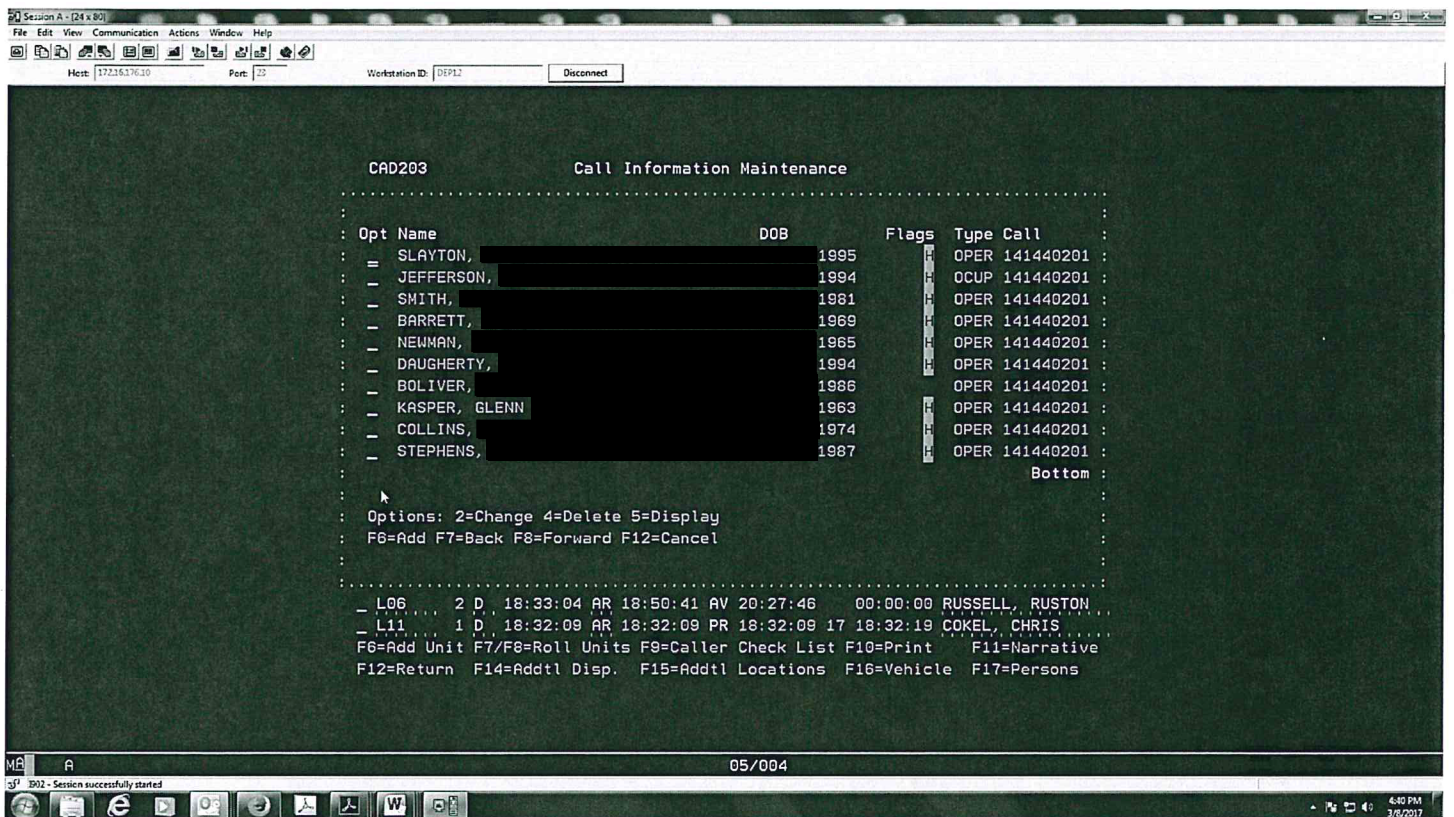 Session A - [24 x 80]
File Edit View Communication Actions Window Help
Host: 172.16.176.10 Port: 23 Workstation ID: DEP12 Disconnect
CAD203 Call Information Maintenance
Opt Name DOB Flags Type Call
_ SLAYTON, 1995 H OPER 141440201
_ JEFFERSON, 1994 H OCUP 141440201
_ SMITH, 1981 H OPER 141440201
_ BARRETT, 1969 H OPER 141440201
_ NEWMAN, 1965 H OPER 141440201
_ DAUGHERTY, 1994 H OPER 141440201
_ BOLIVER, 1986 OPER 141440201
_ KASPER, GLENN 1963 H OPER 141440201
_ COLLINS, 1974 H OPER 141440201
_ STEPHENS, 1987 H OPER 141440201
Bottom
Options: 2=Change 4=Delete 5=Display
F6=Add F7=Back F8=Forward F12=Cancel
_ L06 2 D 18:33:04 AR 18:50:41 AV 20:27:46 00:00:00 RUSSELL, RUSTON
_ L11 1 D 18:32:09 AR 18:32:09 PR 18:32:09 17 18:32:19 COKEL, CHRIS
F6=Add Unit F7/F8=Roll Units F9=Caller Check List F10=Print F11=Narrative
F12=Return F14=Addtl Disp. F15=Addtl Locations F16=Vehicle F17=Persons
MA A 05/004
I902 - Session successfully started
4:40 PM
3/8/2017